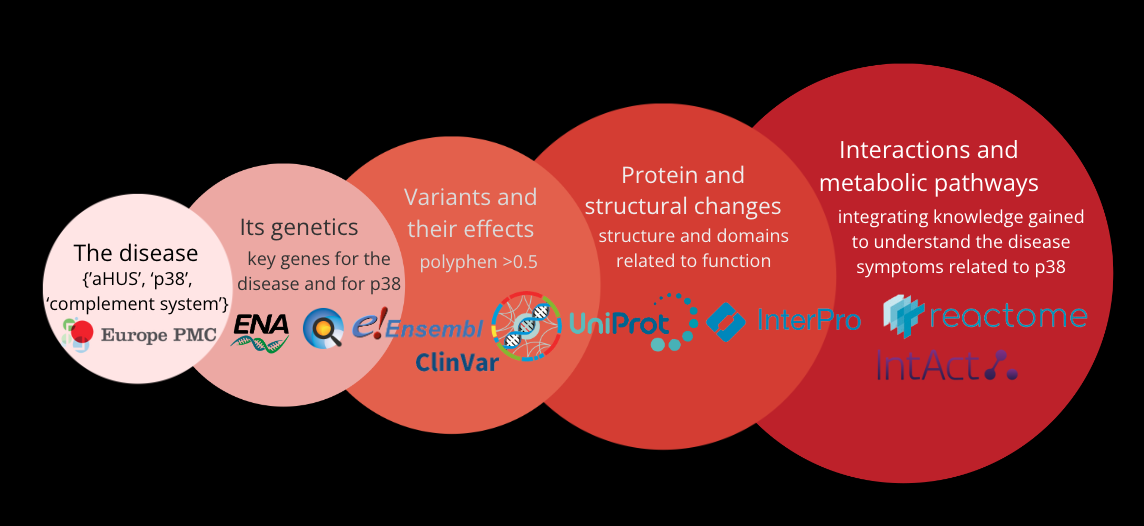 The disease
{‘aHUS’, ‘p38’,
‘complement system’}
Europe PMC
Its genetics
key genes for the
disease and for p38
ENA
e!Ensembl
Variants and
their effects
polyphen >0.5
ClinVar
Protein and
structural changes
structure and domains
related to function
UniProt
InterPro
Interactions and
metabolic pathways
integrating knowledge gained
to understand the disease
symptoms related to p38
reactome
IntAct